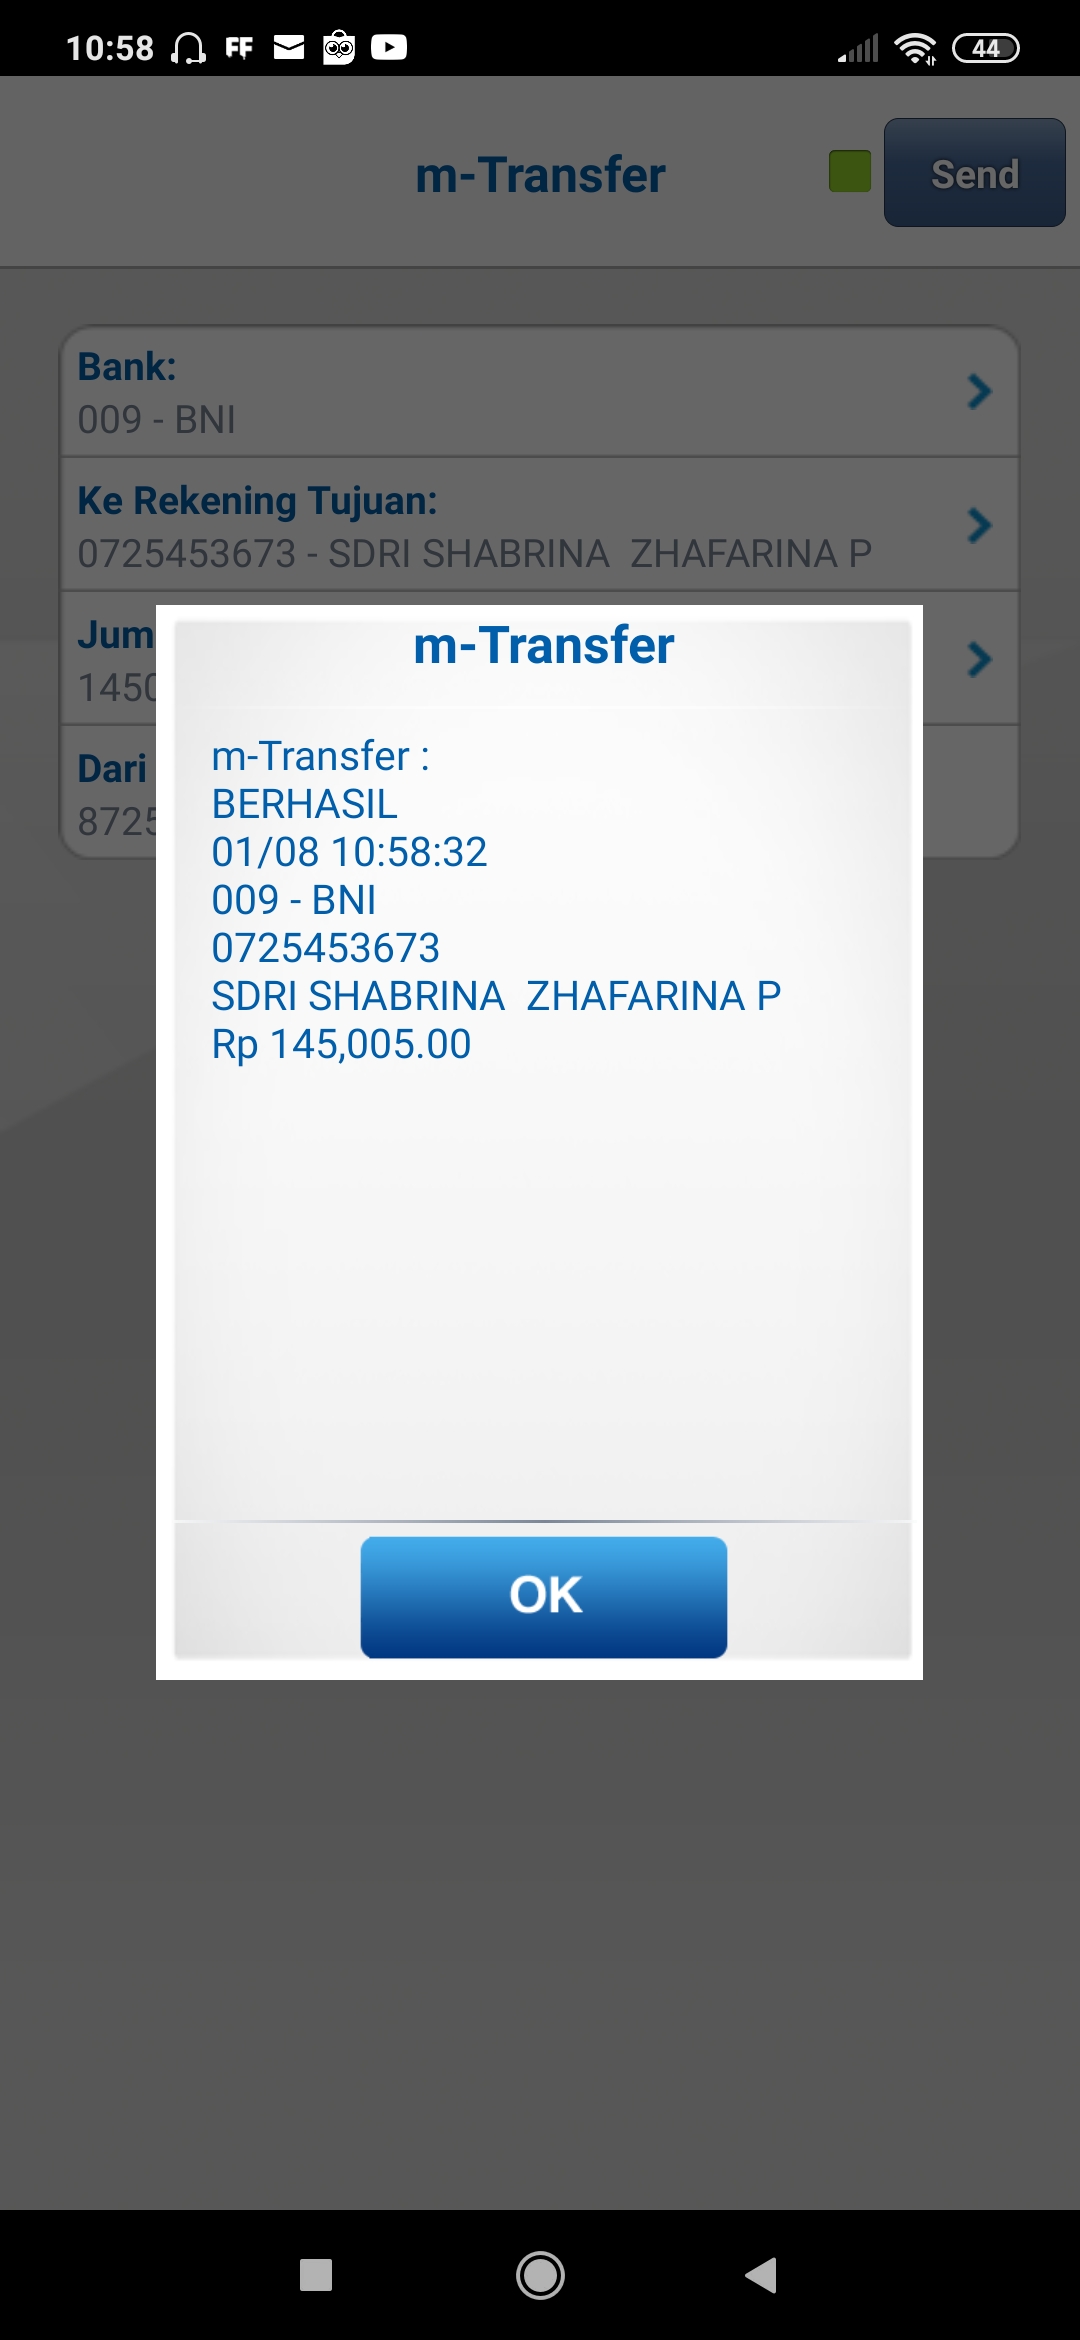 10:58 FF 44
m-Transfer
Send
Bank:
009 - BNI
Ke Rekening Tujuan:
0725453673 - SDRI SHABRINA  ZHAFARINA P
Jum
1450
Dari
8725
m-Transfer
m-Transfer :
BERHASIL
01/08 10:58:32
009 - BNI
0725453673
SDRI SHABRINA  ZHAFARINA P
Rp 145,005.00
OK